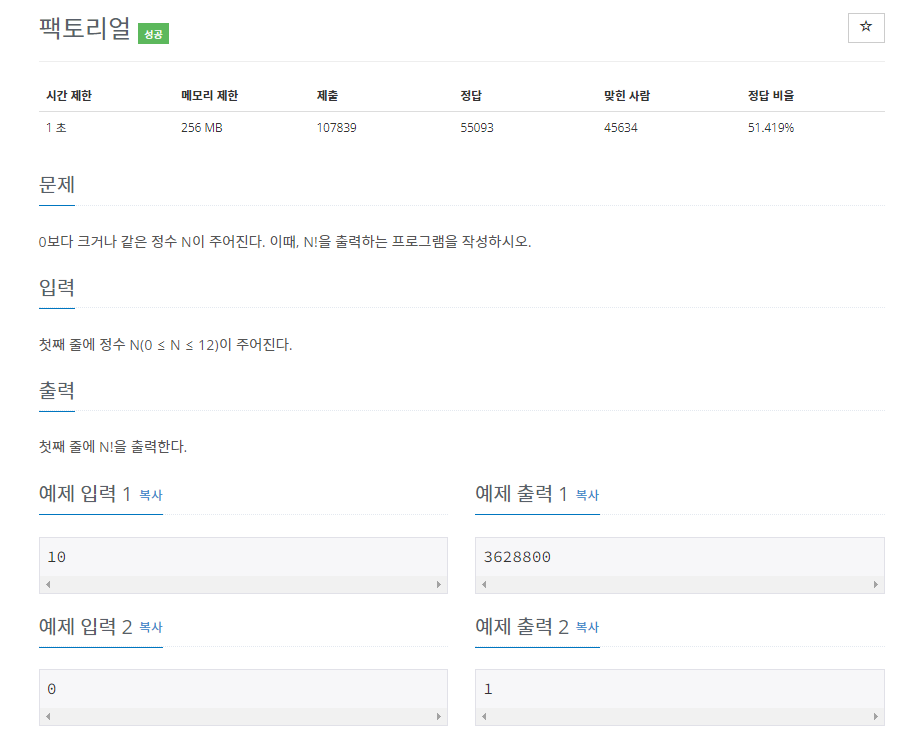 팩토리얼 성공
☆
시간 제한 메모리 제한 제출 정답 맞힌 사람 정답 비율
1 초 256 MB 107839 55093 45634 51.419%
문제
0보다 크거나 같은 정수 N이 주어진다. 이때, N!을 출력하는 프로그램을 작성하시오.
입력
첫째 줄에 정수 N(0 ≤ N ≤ 12)이 주어진다.
출력
첫째 줄에 N!을 출력한다.
예제 입력 1 복사
10
예제 출력 1 복사
3628800
예제 입력 2 복사
0
예제 출력 2 복사
1